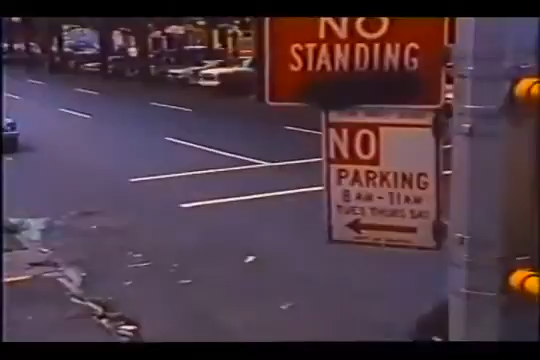 NO
STANDING
NO
PARKING
8AM-11AM
TUES THURS SAT